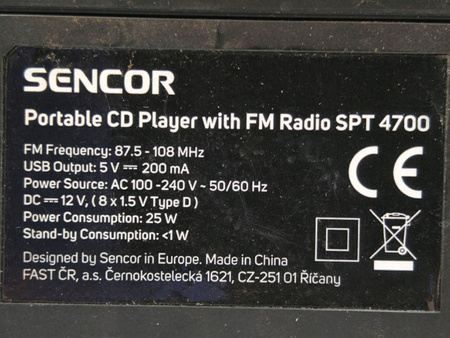 SENCOR
Portable CD Player with FM Radio SPT 4700
FM Frequency: 87.5 - 108 MHz
USB Output: 5 V ⎓ 200 mA
Power Source: AC 100 -240 V ~ 50/60 Hz
DC ⎓ 12 V, ( 8 x 1.5 V Type D )
Power Consumption: 25 W
Stand-by Consumption: <1 W
Designed by Sencor in Europe. Made in China
FAST ČR, a.s. Černokostelecká 1621, CZ-251 01 Říčany
CE